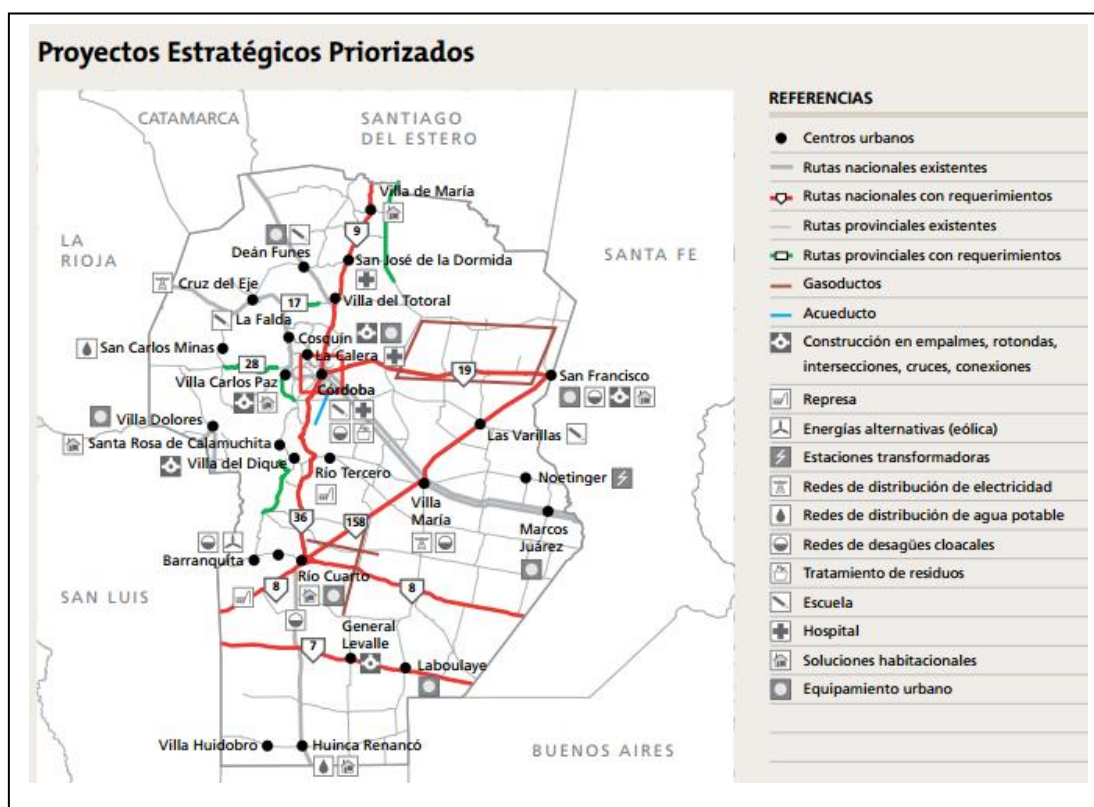 Proyectos Estratégicos Priorizados
CATAMARCA
SANTIAGO
DEL ESTERO
LA
RIOJA
SANTA FE
SAN LUIS
BUENOS AIRES
Villa de María
9
Deán Funes
San José de la Dormida
Cruz del Eje
17
Villa del Totoral
La Falda
Cosquín
San Carlos Minas
La Calera
28
19
Villa Carlos Paz
Córdoba
San Francisco
Villa Dolores
Santa Rosa de Calamuchita
Las Varillas
Villa del Dique
Río Tercero
Noetinger
Villa
María
Marcos
Juárez
36
158
Barranquita
Río Cuarto
8
8
General
Levalle
7
Laboulaye
Villa Huidobro
Huinca Renancó
REFERENCIAS
Centros urbanos
Rutas nacionales existentes
Rutas nacionales con requerimientos
Rutas provinciales existentes
Rutas provinciales con requerimientos
Gasoductos
Acueducto
Construcción en empalmes, rotondas,
intersecciones, cruces, conexiones
Represa
Energías alternativas (eólica)
Estaciones transformadoras
Redes de distribución de electricidad
Redes de distribución de agua potable
Redes de desagües cloacales
Tratamiento de residuos
Escuela
Hospital
Soluciones habitacionales
Equipamiento urbano